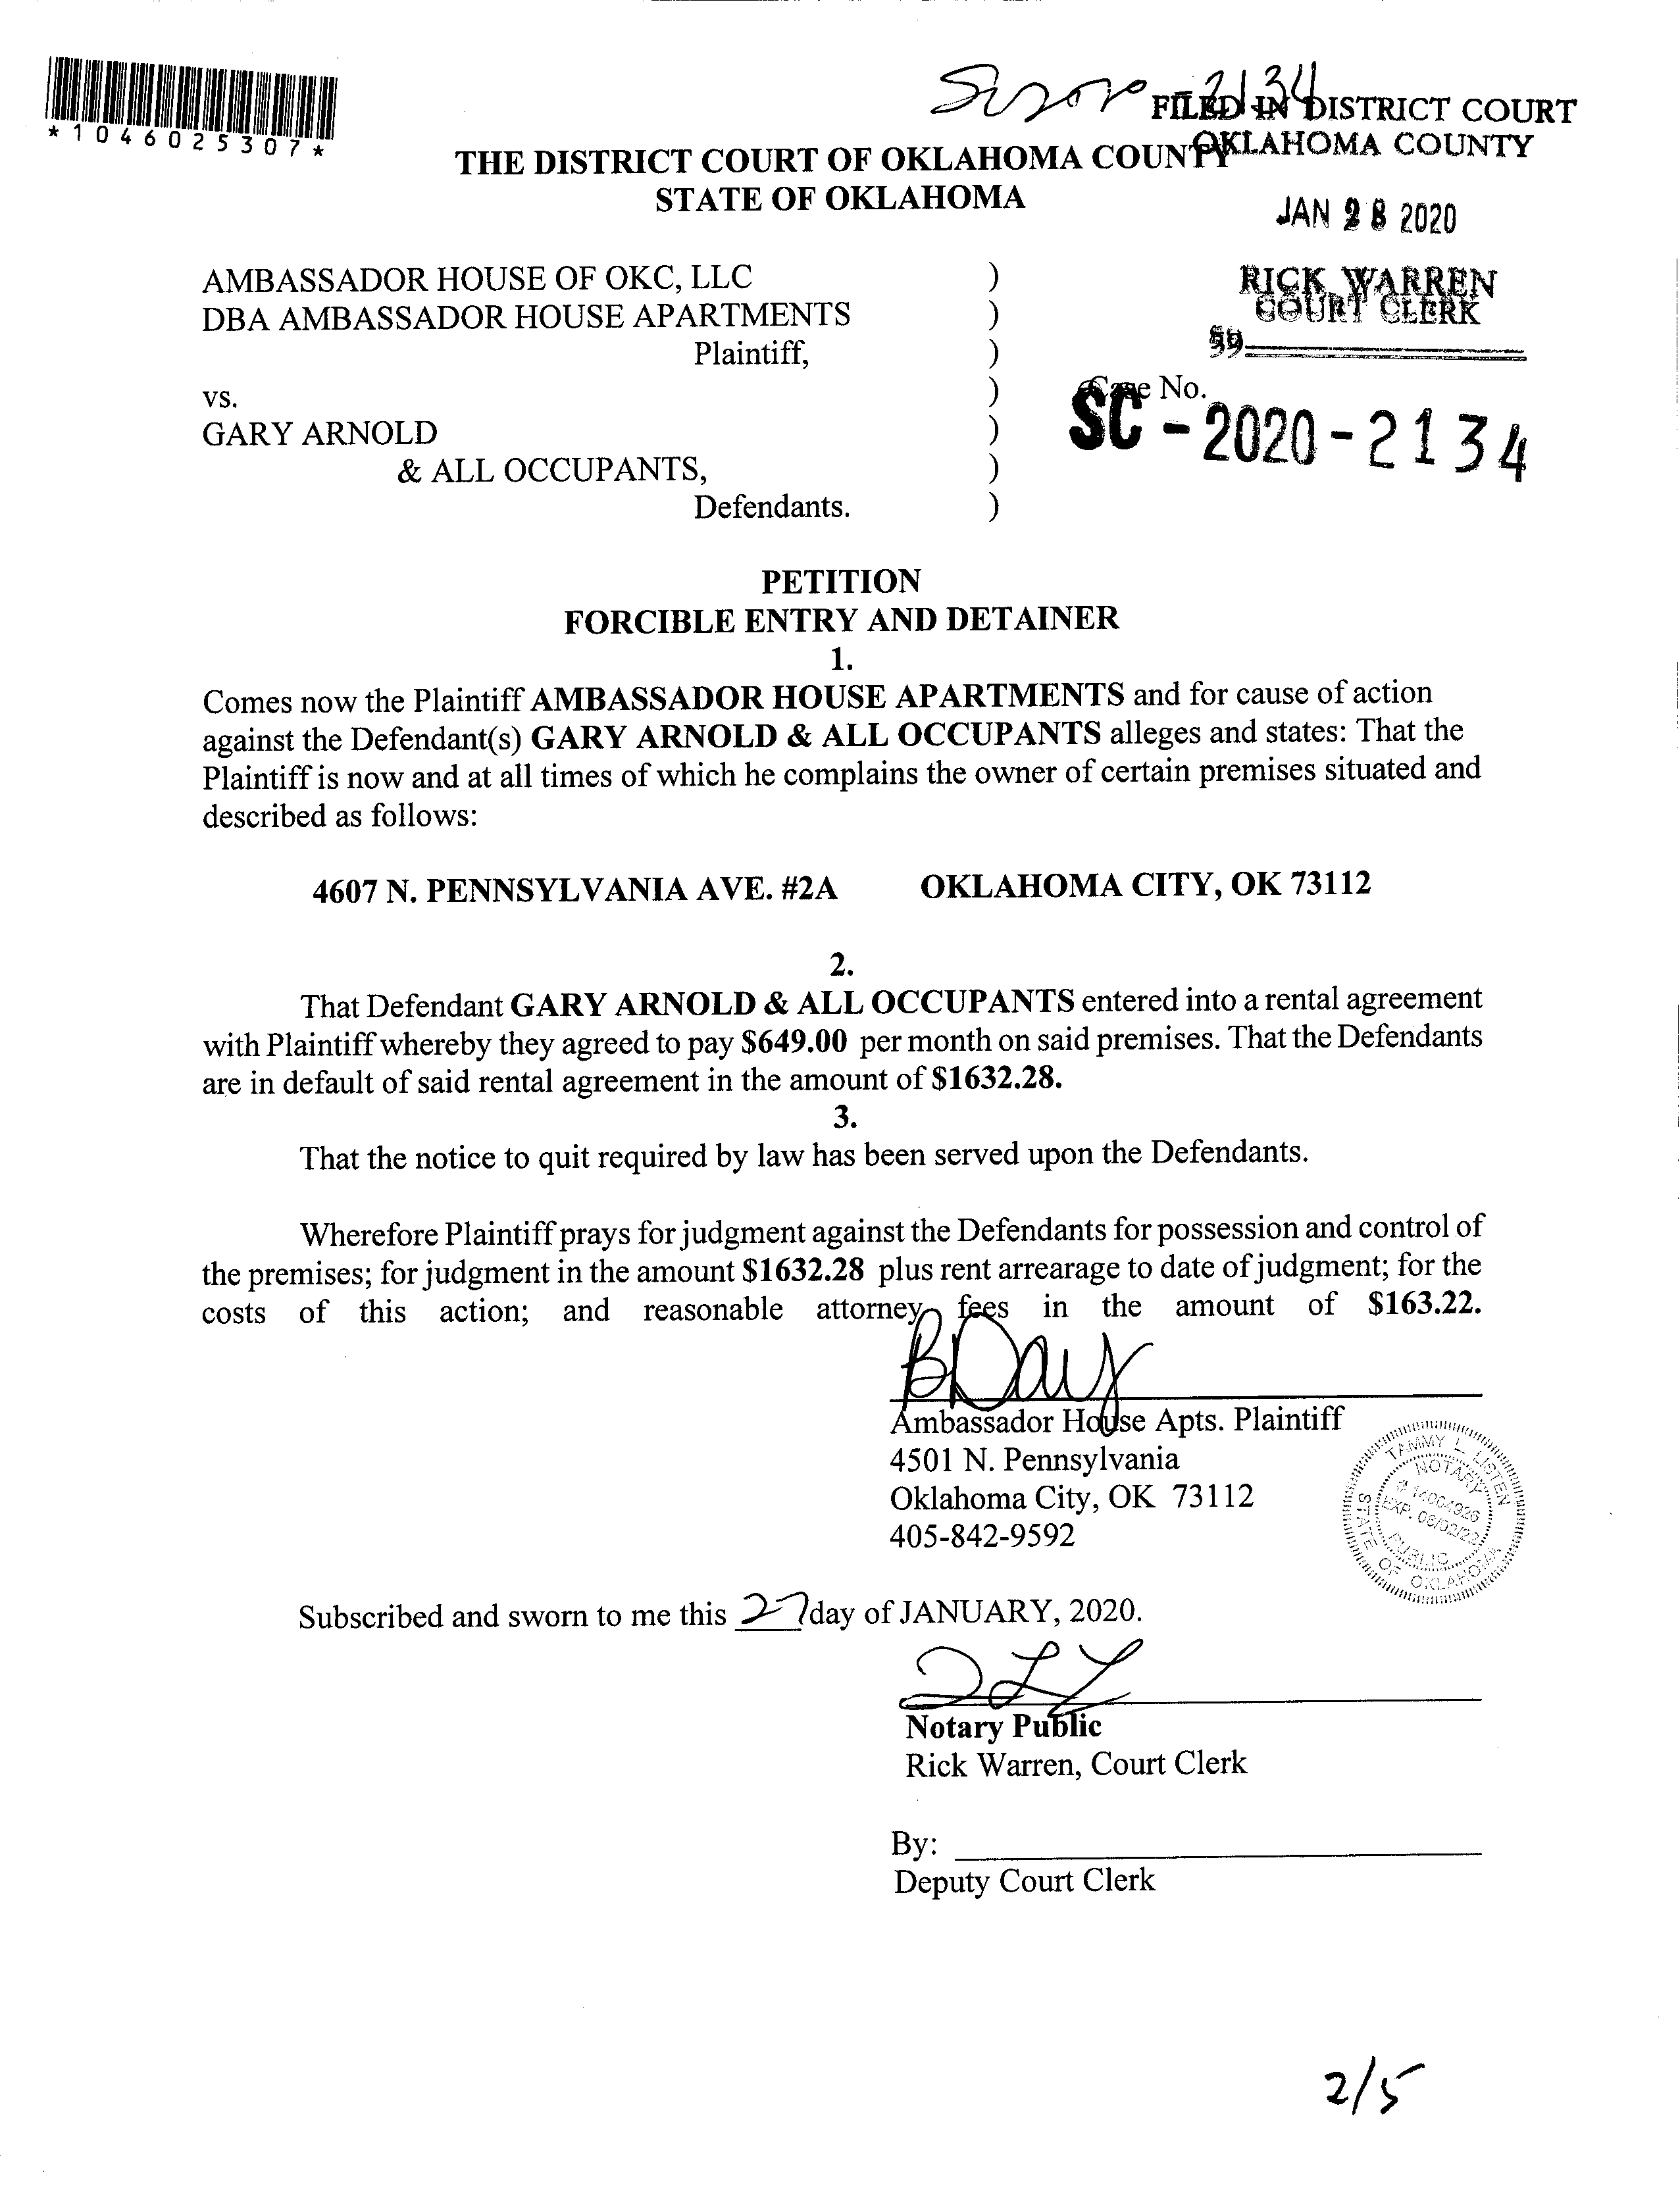 *1046025307*
2134
FILED IN DISTRICT COURT
OKLAHOMA COUNTY
THE DISTRICT COURT OF OKLAHOMA COUNTY
STATE OF OKLAHOMA
JAN 28 2020
RICK WARREN
COURT CLERK
AMBASSADOR HOUSE OF OKC, LLC )
DBA AMBASSADOR HOUSE APARTMENTS )
Plaintiff, )
vs. )
GARY ARNOLD )
& ALL OCCUPANTS, )
Defendants. )
Case No.
SC - 2020 - 2134
PETITION
FORCIBLE ENTRY AND DETAINER
1.
Comes now the Plaintiff AMBASSADOR HOUSE APARTMENTS and for cause of action
against the Defendant(s) GARY ARNOLD & ALL OCCUPANTS alleges and states: That the
Plaintiff is now and at all times of which he complains the owner of certain premises situated and
described as follows:
4607 N. PENNSYLVANIA AVE. #2A OKLAHOMA CITY, OK 73112
2.
That Defendant GARY ARNOLD & ALL OCCUPANTS entered into a rental agreement
with Plaintiff whereby they agreed to pay $649.00 per month on said premises. That the Defendants
are in default of said rental agreement in the amount of $1632.28.
3.
That the notice to quit required by law has been served upon the Defendants.
Wherefore Plaintiff prays for judgment against the Defendants for possession and control of
the premises; for judgment in the amount $1632.28 plus rent arrearage to date of judgment; for the
costs of this action; and reasonable attorney fees in the amount of $163.22.
BDay
Ambassador House Apts. Plaintiff
4501 N. Pennsylvania
Oklahoma City, OK 73112
405-842-9592
TAMMY L. LISTEN
NOTARY
# 14004926
EXP. 06/02/22
PUBLIC
STATE OF OKLAHOMA
Subscribed and sworn to me this 27 day of JANUARY, 2020.
Notary Public
Rick Warren, Court Clerk
By:
Deputy Court Clerk
2/5